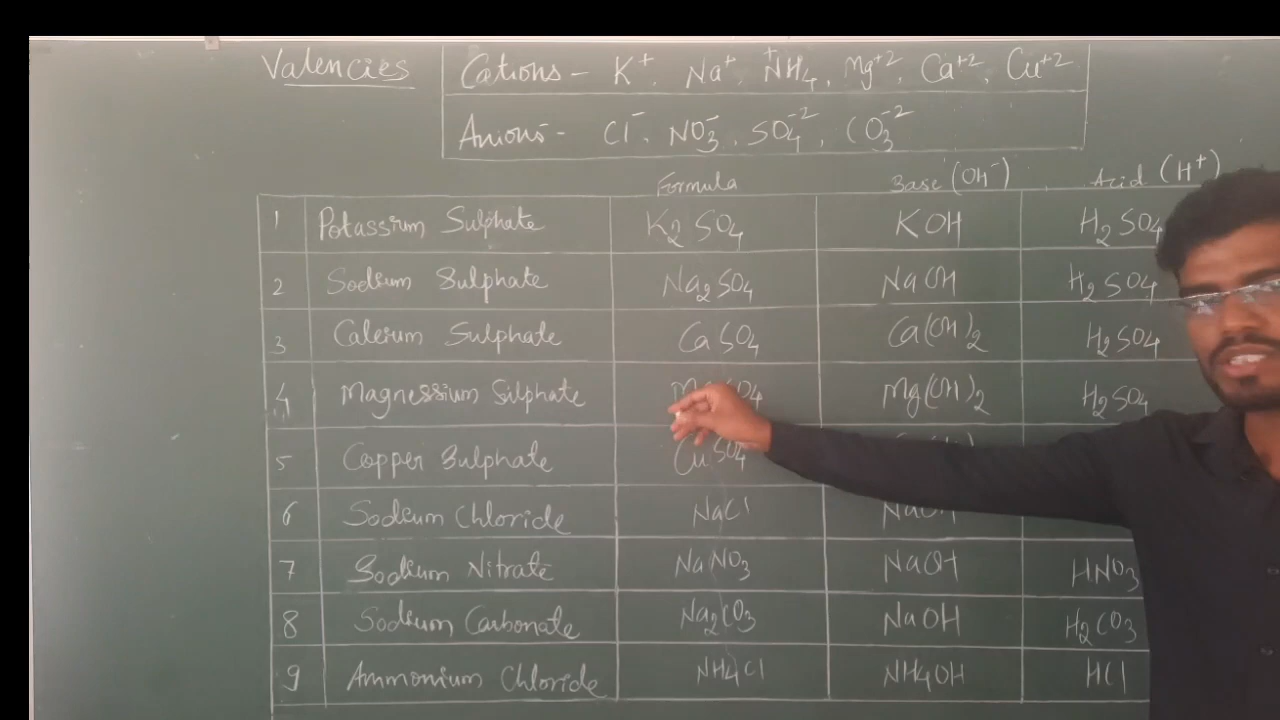 Valencies Cations - K⁺, Na⁺, ⁺NH₄, Mg⁺², Ca⁺², Cu⁺²
Anions - Cl⁻, NO₃⁻, SO₄⁻², CO₃⁻²
Formula Base (OH⁻) Acid (H⁺)
1 Potassium Sulphate K₂SO₄ KOH H₂SO₄
2 Sodium Sulphate Na₂SO₄ NaOH H₂SO₄
3 Calcium Sulphate CaSO₄ Ca(OH)₂ H₂SO₄
4 Magnessium Silphate Mg(OH)₂ H₂SO₄
5 Copper Sulphate CuSO₄
6 Sodium Chloride NaCl NaOH
7 Sodium Nitrate NaNO₃ NaOH HNO₃
8 Sodium Carbonate Na₂CO₃ NaOH H₂CO₃
9 Ammonium Chloride NH₄Cl NH₄OH HCl